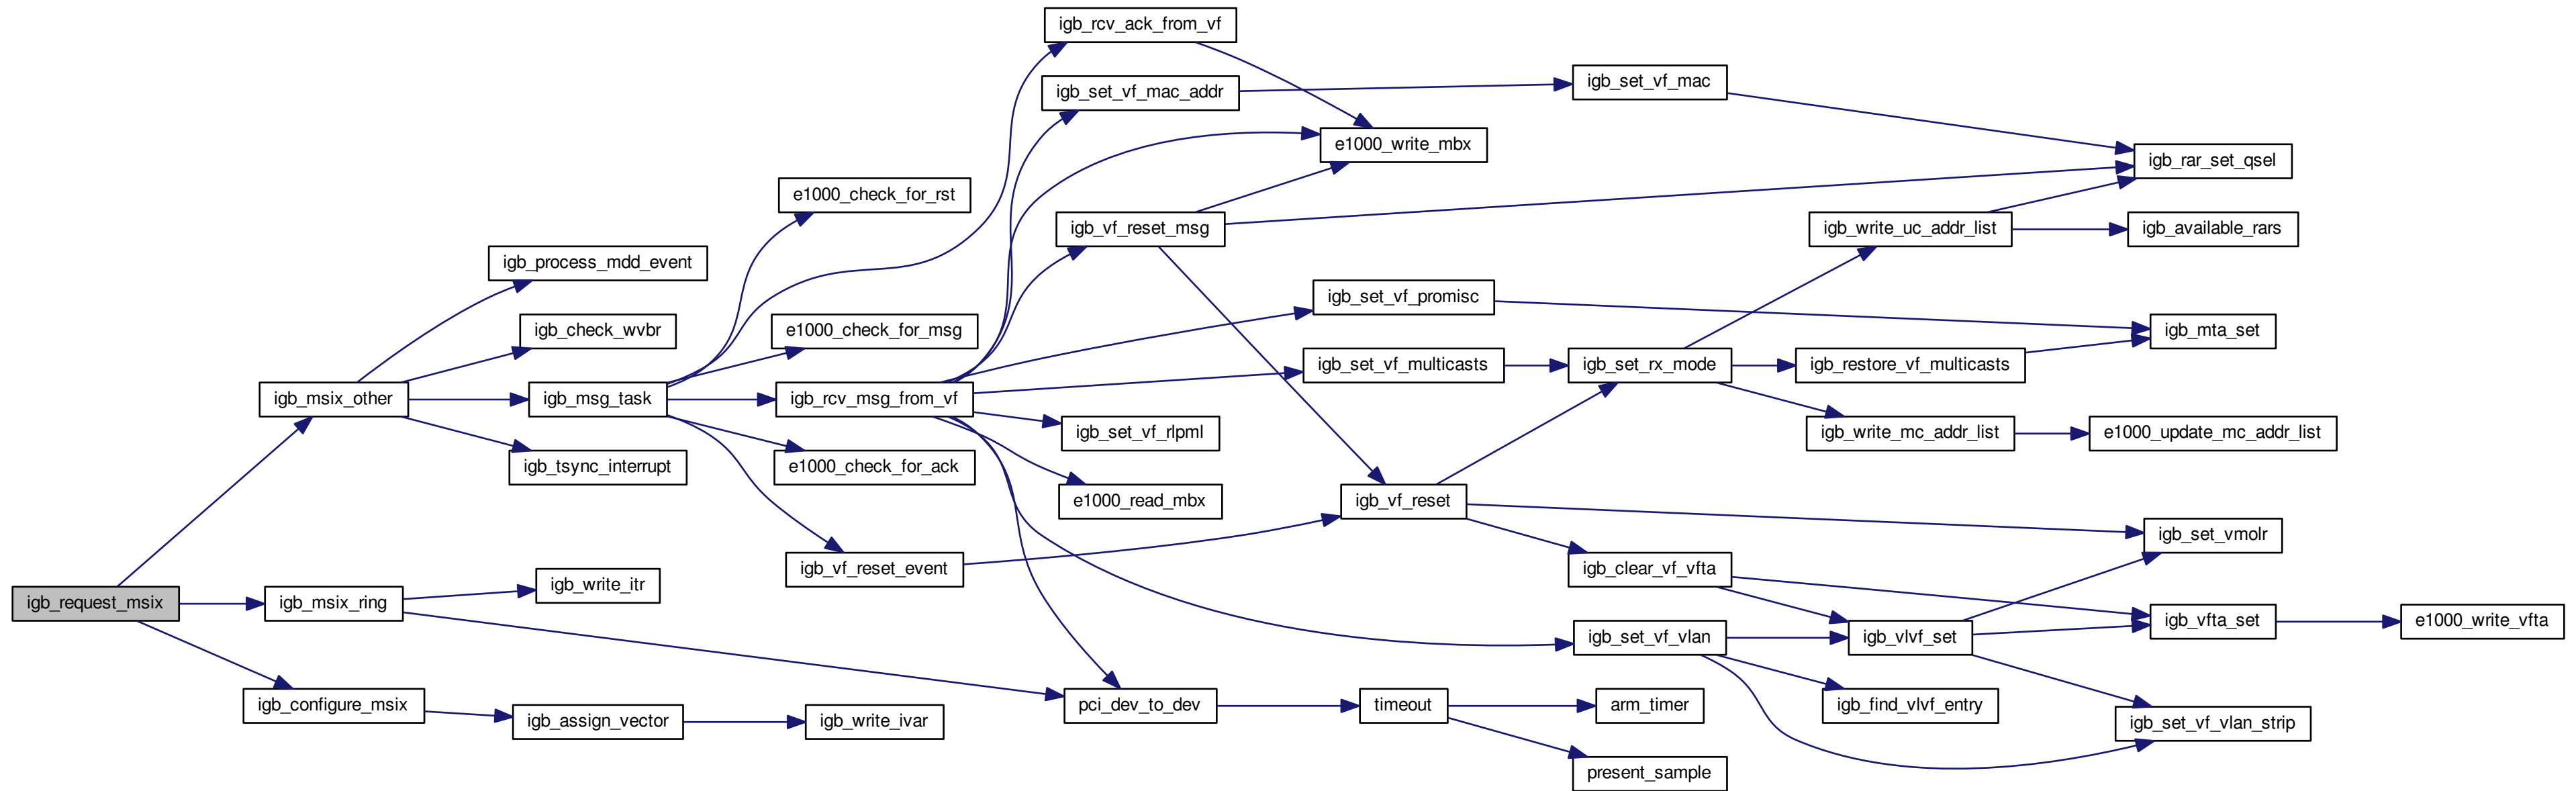 igb_rcv_ack_from_vf
igb_set_vf_mac
igb_set_vf_mac_addr
e1000_write_mbx
igb_rar_set_qsel
e1000_check_for_rst
igb_vf_reset_msg
igb_write_uc_addr_list
igb_available_rars
igb_process_mdd_event
igb_set_vf_promisc
igb_check_wvbr
e1000_check_for_msg
igb_mta_set
igb_set_vf_multicasts
igb_set_rx_mode
igb_restore_vf_multicasts
igb_msix_other
igb_msg_task
igb_rcv_msg_from_vf
igb_set_vf_rlpml
igb_write_mc_addr_list
e1000_update_mc_addr_list
igb_tsync_interrupt
e1000_check_for_ack
e1000_read_mbx
igb_vf_reset
igb_set_vmolr
igb_vf_reset_event
igb_clear_vf_vfta
igb_write_itr
igb_request_msix
igb_msix_ring
igb_set_vf_vlan
igb_vlvf_set
igb_vfta_set
e1000_write_vfta
igb_configure_msix
igb_assign_vector
igb_write_ivar
pci_dev_to_dev
timeout
arm_timer
igb_find_vlvf_entry
igb_set_vf_vlan_strip
present_sample